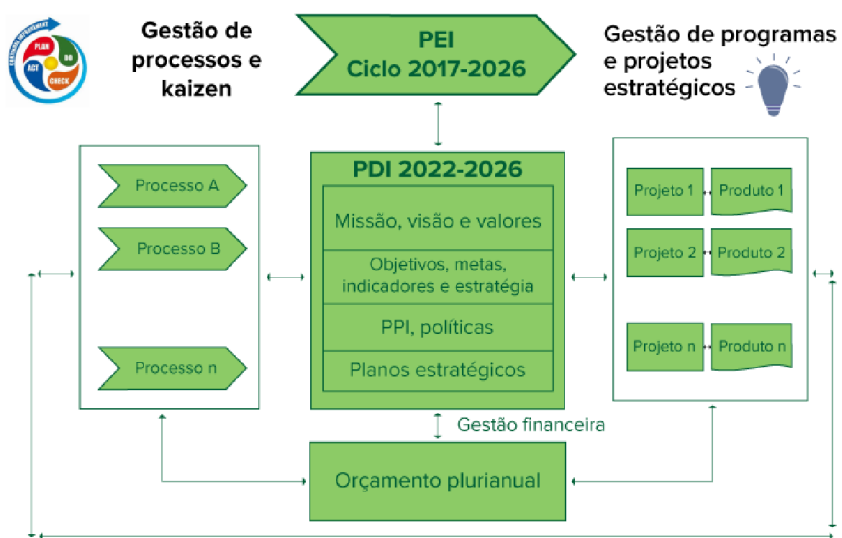 CONTINUOUS IMPROVEMENT
PLAN
DO
ACT
CHECK
Gestão de
processos e
kaizen
PEI
Ciclo 2017-2026
Gestão de programas
e projetos
estratégicos
Processo A
Processo B
Processo n
PDI 2022-2026
Missão, visão e valores
Objetivos, metas,
indicadores e estratégia
PPI, políticas
Planos estratégicos
Projeto 1
Produto 1
Projeto 2
Produto 2
Projeto n
Produto n
Gestão financeira
Orçamento plurianual